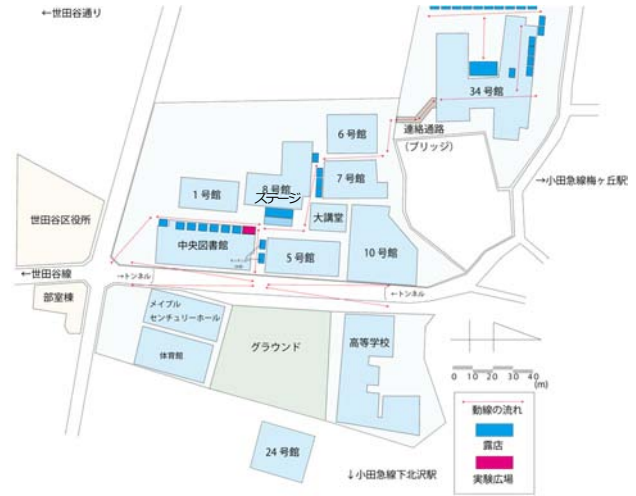 ←世田谷通り
34号館
6号館
連絡通路
(ブリッジ)
7号館
8号館
ステージ
1号館
→小田急線梅ヶ丘駅
大講堂
世田谷区役所
中央図書館
5号館
10号館
←世田谷線
→トンネル
←トンネル
部室棟
メイプル
センチュリーホール
体育館
グラウンド
高等学校
0 10 20 30 40
(m)
動線の流れ
露店
実験広場
24号館
↓小田急線下北沢駅